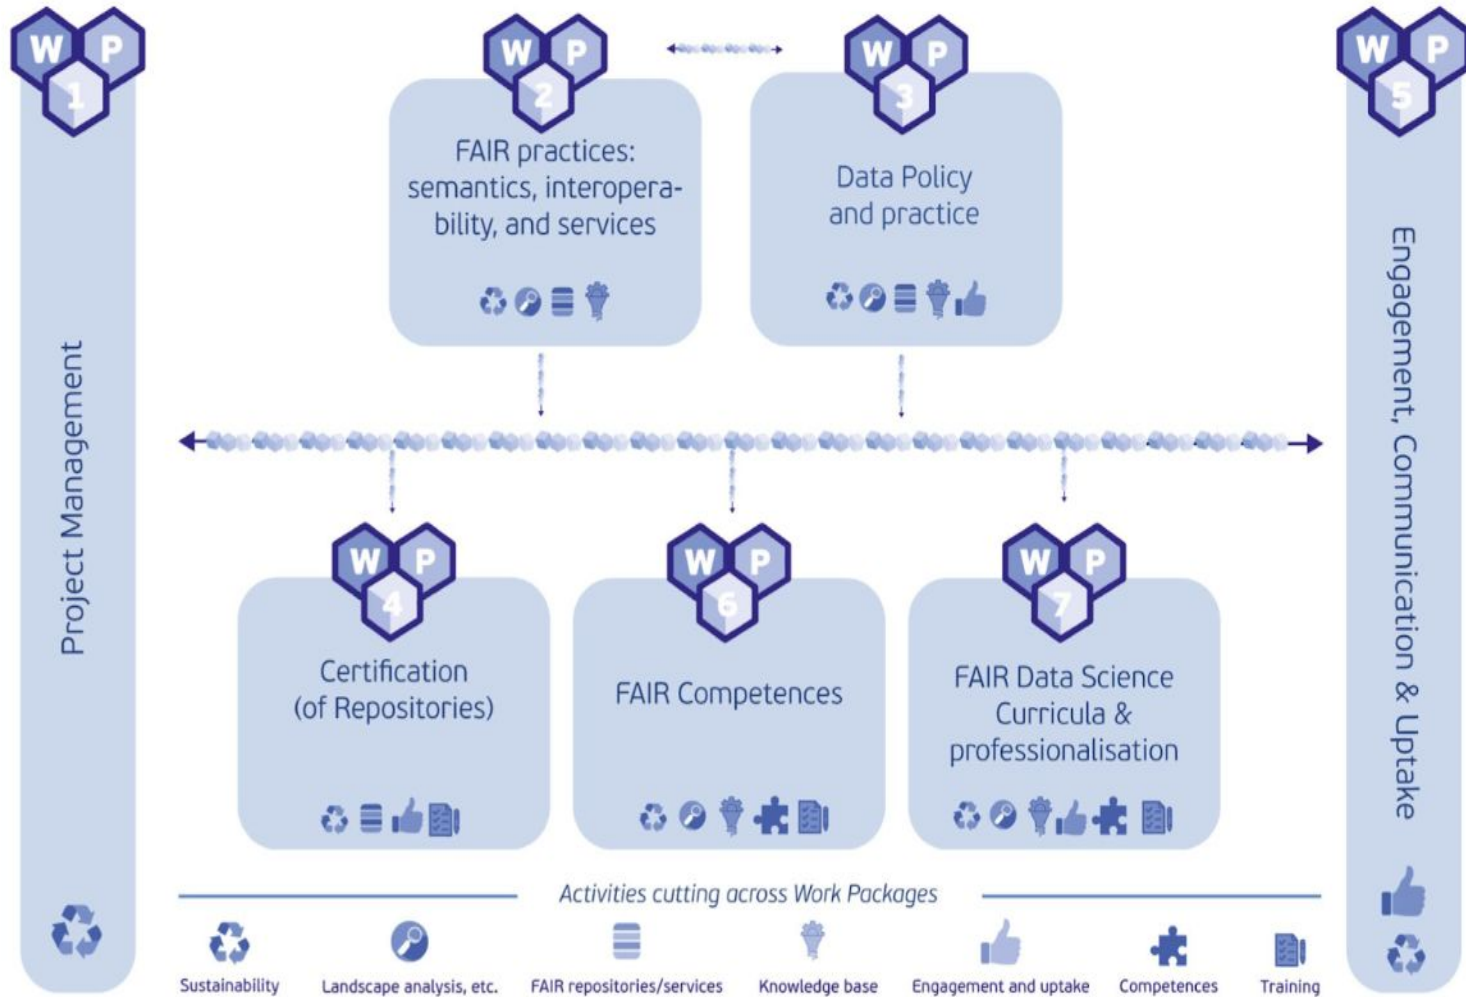 W P
1
Project Management
W P
2
FAIR practices:
semantics, interopera-
bility, and services
W P
3
Data Policy
and practice
W P
4
Certification
(of Repositories)
W P
6
FAIR Competences
W P
7
FAIR Data Science
Curricula &
professionalisation
W P
5
Engagement, Communication & Uptake
Activities cutting across Work Packages
Sustainability
Landscape analysis, etc.
FAIR repositories/services
Knowledge base
Engagement and uptake
Competences
Training